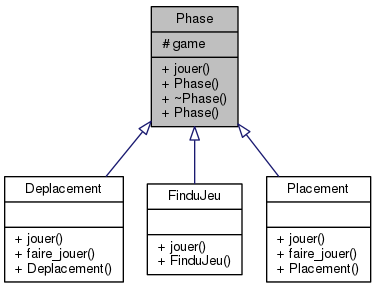 Phase
# game
+ jouer()
+ Phase()
+ ~Phase()
+ Phase()
Deplacement
+ jouer()
+ faire_jouer()
+ Deplacement()
FinduJeu
+ jouer()
+ FinduJeu()
Placement
+ jouer()
+ faire_jouer()
+ Placement()